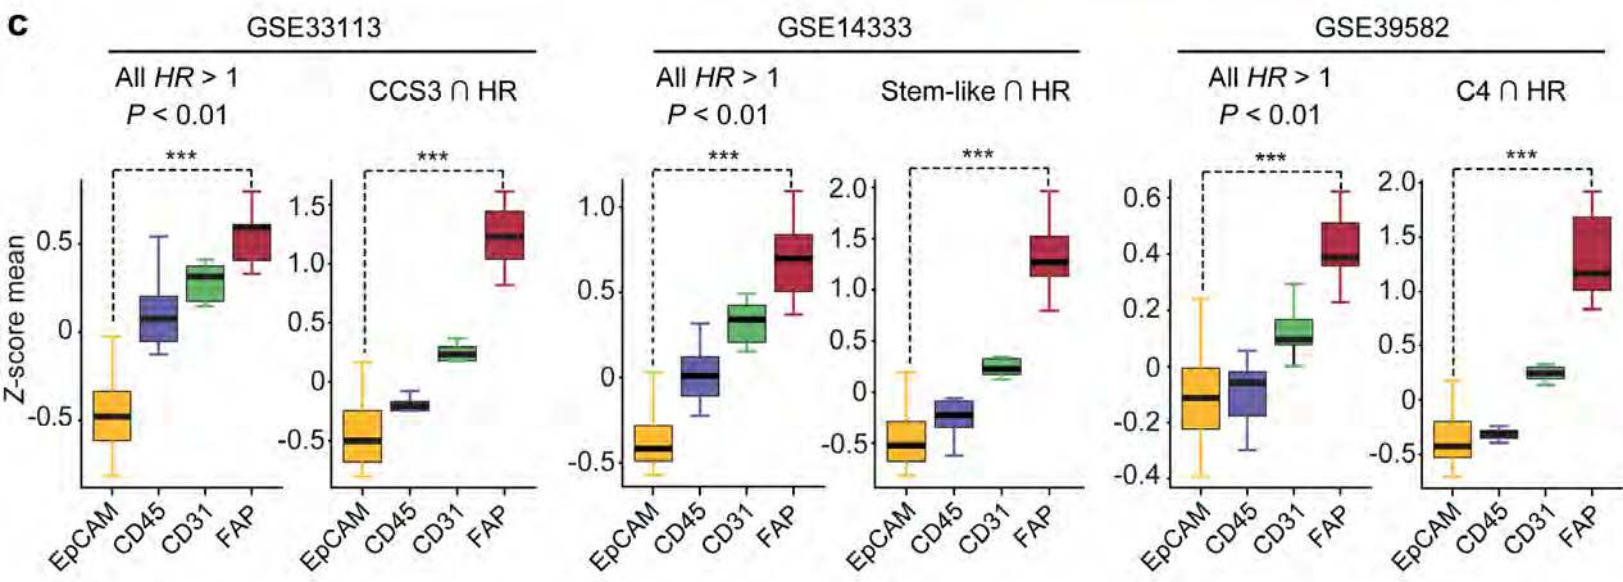 c
GSE33113
GSE14333
GSE39582
All HR > 1
P < 0.01
CCS3 ∩ HR
All HR > 1
P < 0.01
Stem-like ∩ HR
All HR > 1
P < 0.01
C4 ∩ HR
***
***
***
***
***
***
Z-score mean
0.5
0
-0.5
EpCAM
CD45
CD31
FAP
1.5
1.0
0.5
0
-0.5
EpCAM
CD45
CD31
FAP
1.0
0.5
0
-0.5
EpCAM
CD45
CD31
FAP
2.0
1.5
1.0
0.5
0
-0.5
EpCAM
CD45
CD31
FAP
0.6
0.4
0.2
0
-0.2
-0.4
EpCAM
CD45
CD31
FAP
2.0
1.5
1.0
0.5
0
-0.5
EpCAM
CD45
CD31
FAP